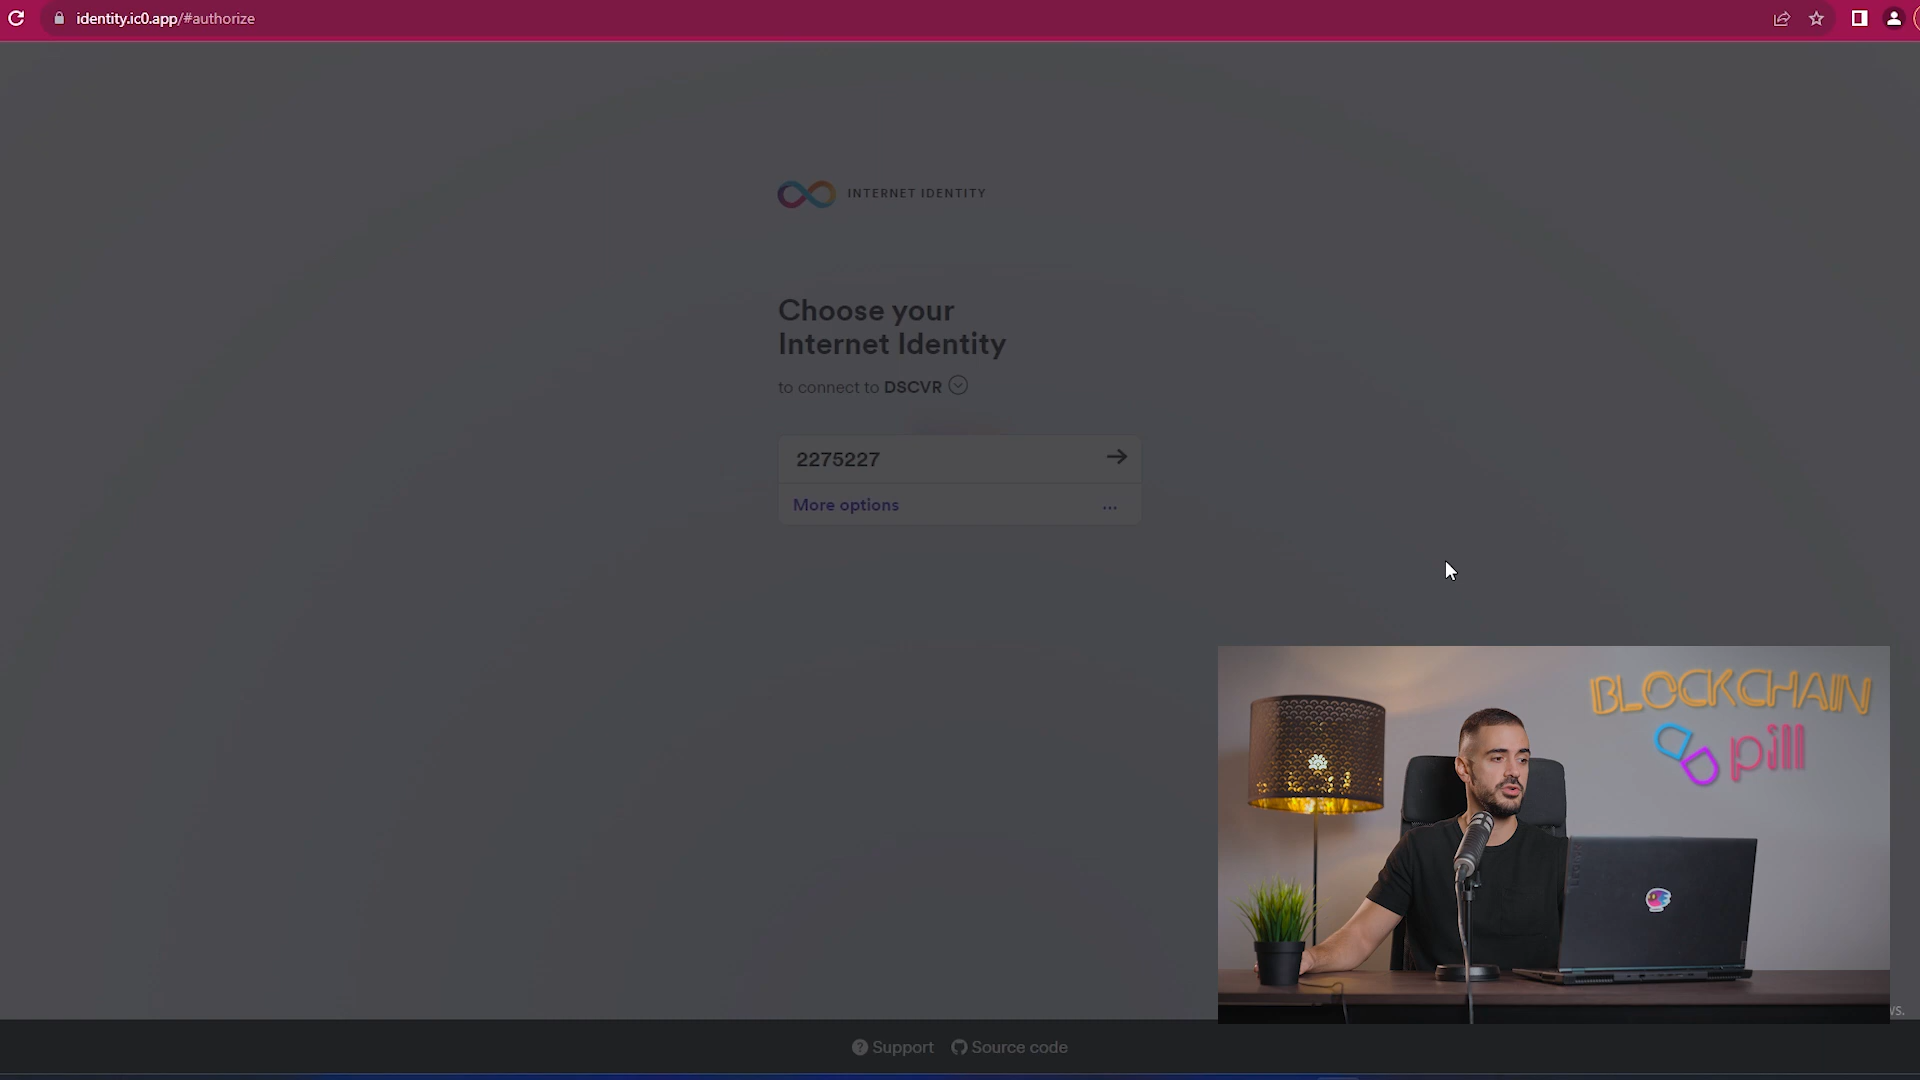 identity.ic0.app/#authorize
INTERNET IDENTITY
Choose your
Internet Identity
to connect to DSCVR
2275227
More options
...
BLOCKCHAIN
pill
Support
Source code